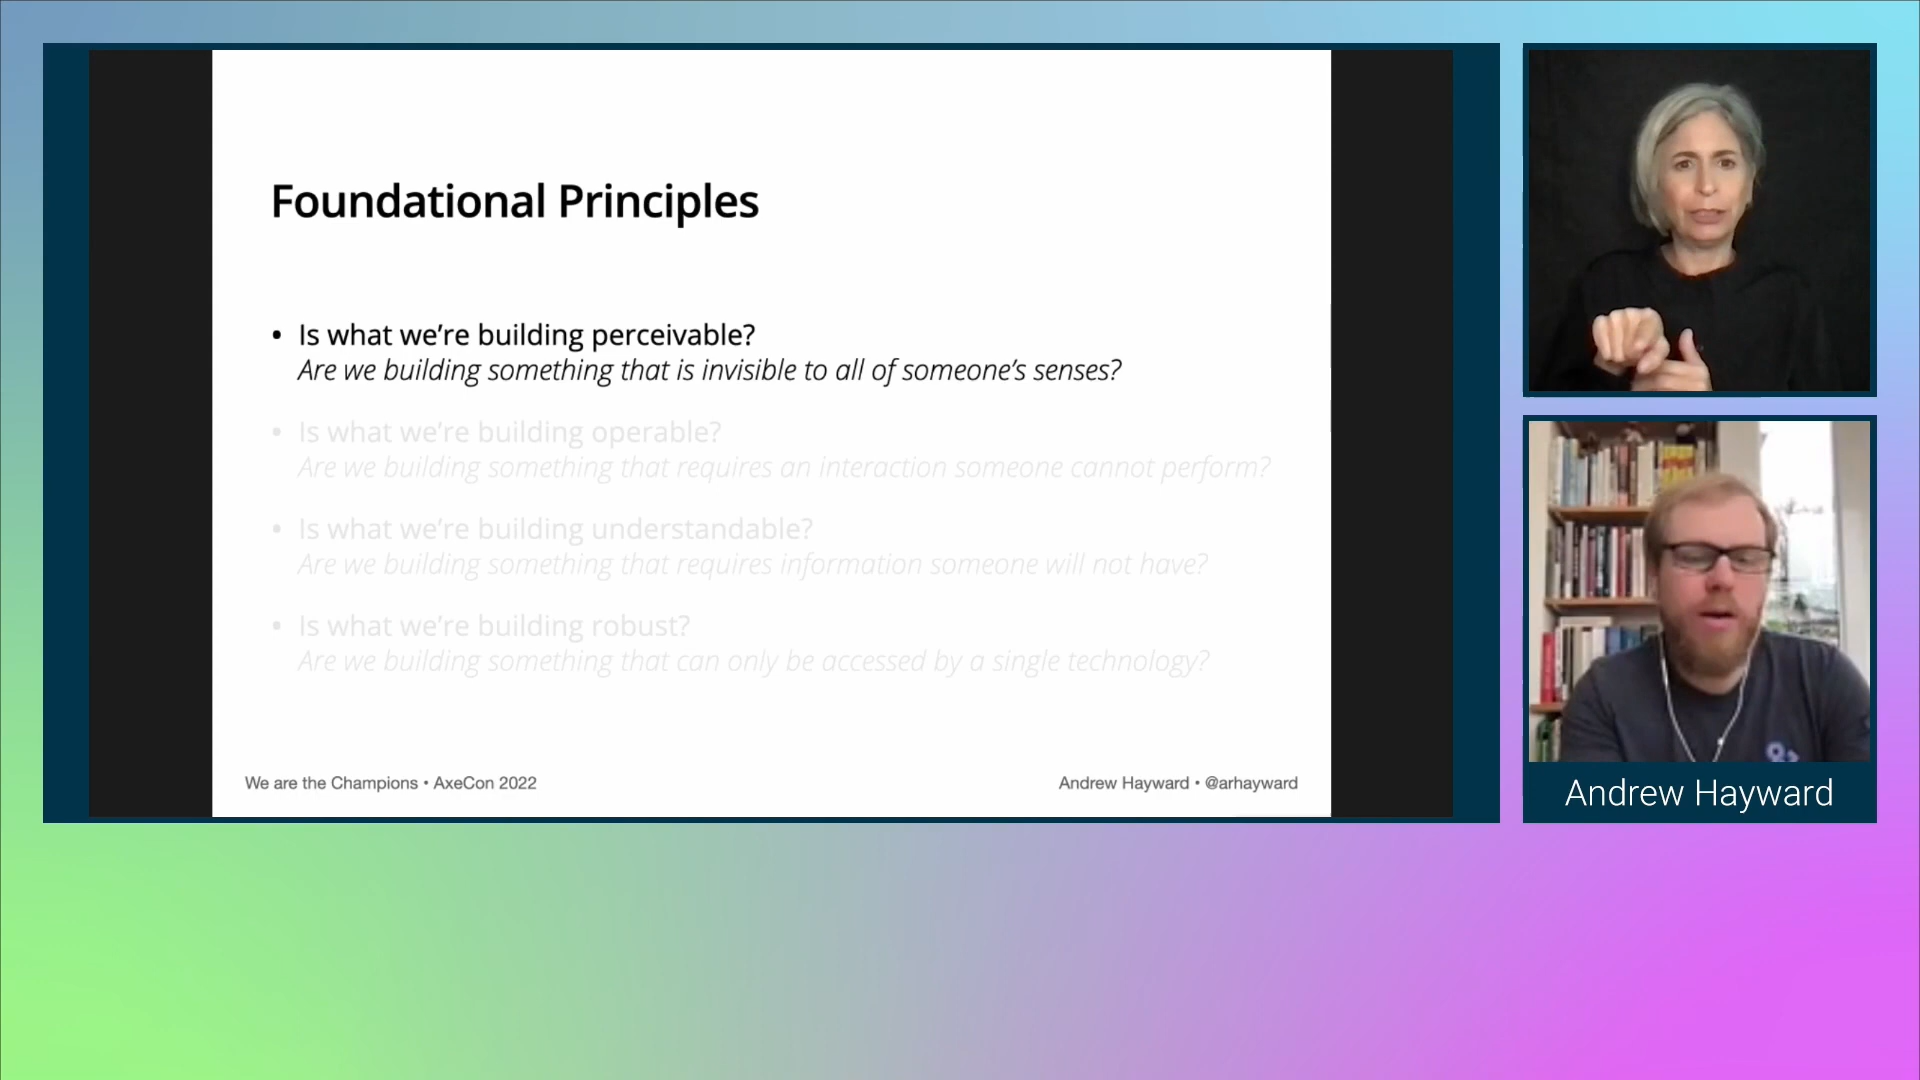 Foundational Principles
• Is what we’re building perceivable?
Are we building something that is invisible to all of someone’s senses?
• Is what we’re building operable?
Are we building something that requires an interaction someone cannot perform?
• Is what we’re building understandable?
Are we building something that requires information someone will not have?
• Is what we’re building robust?
Are we building something that can only be accessed by a single technology?
We are the Champions • AxeCon 2022
Andrew Hayward • @arhayward
Andrew Hayward